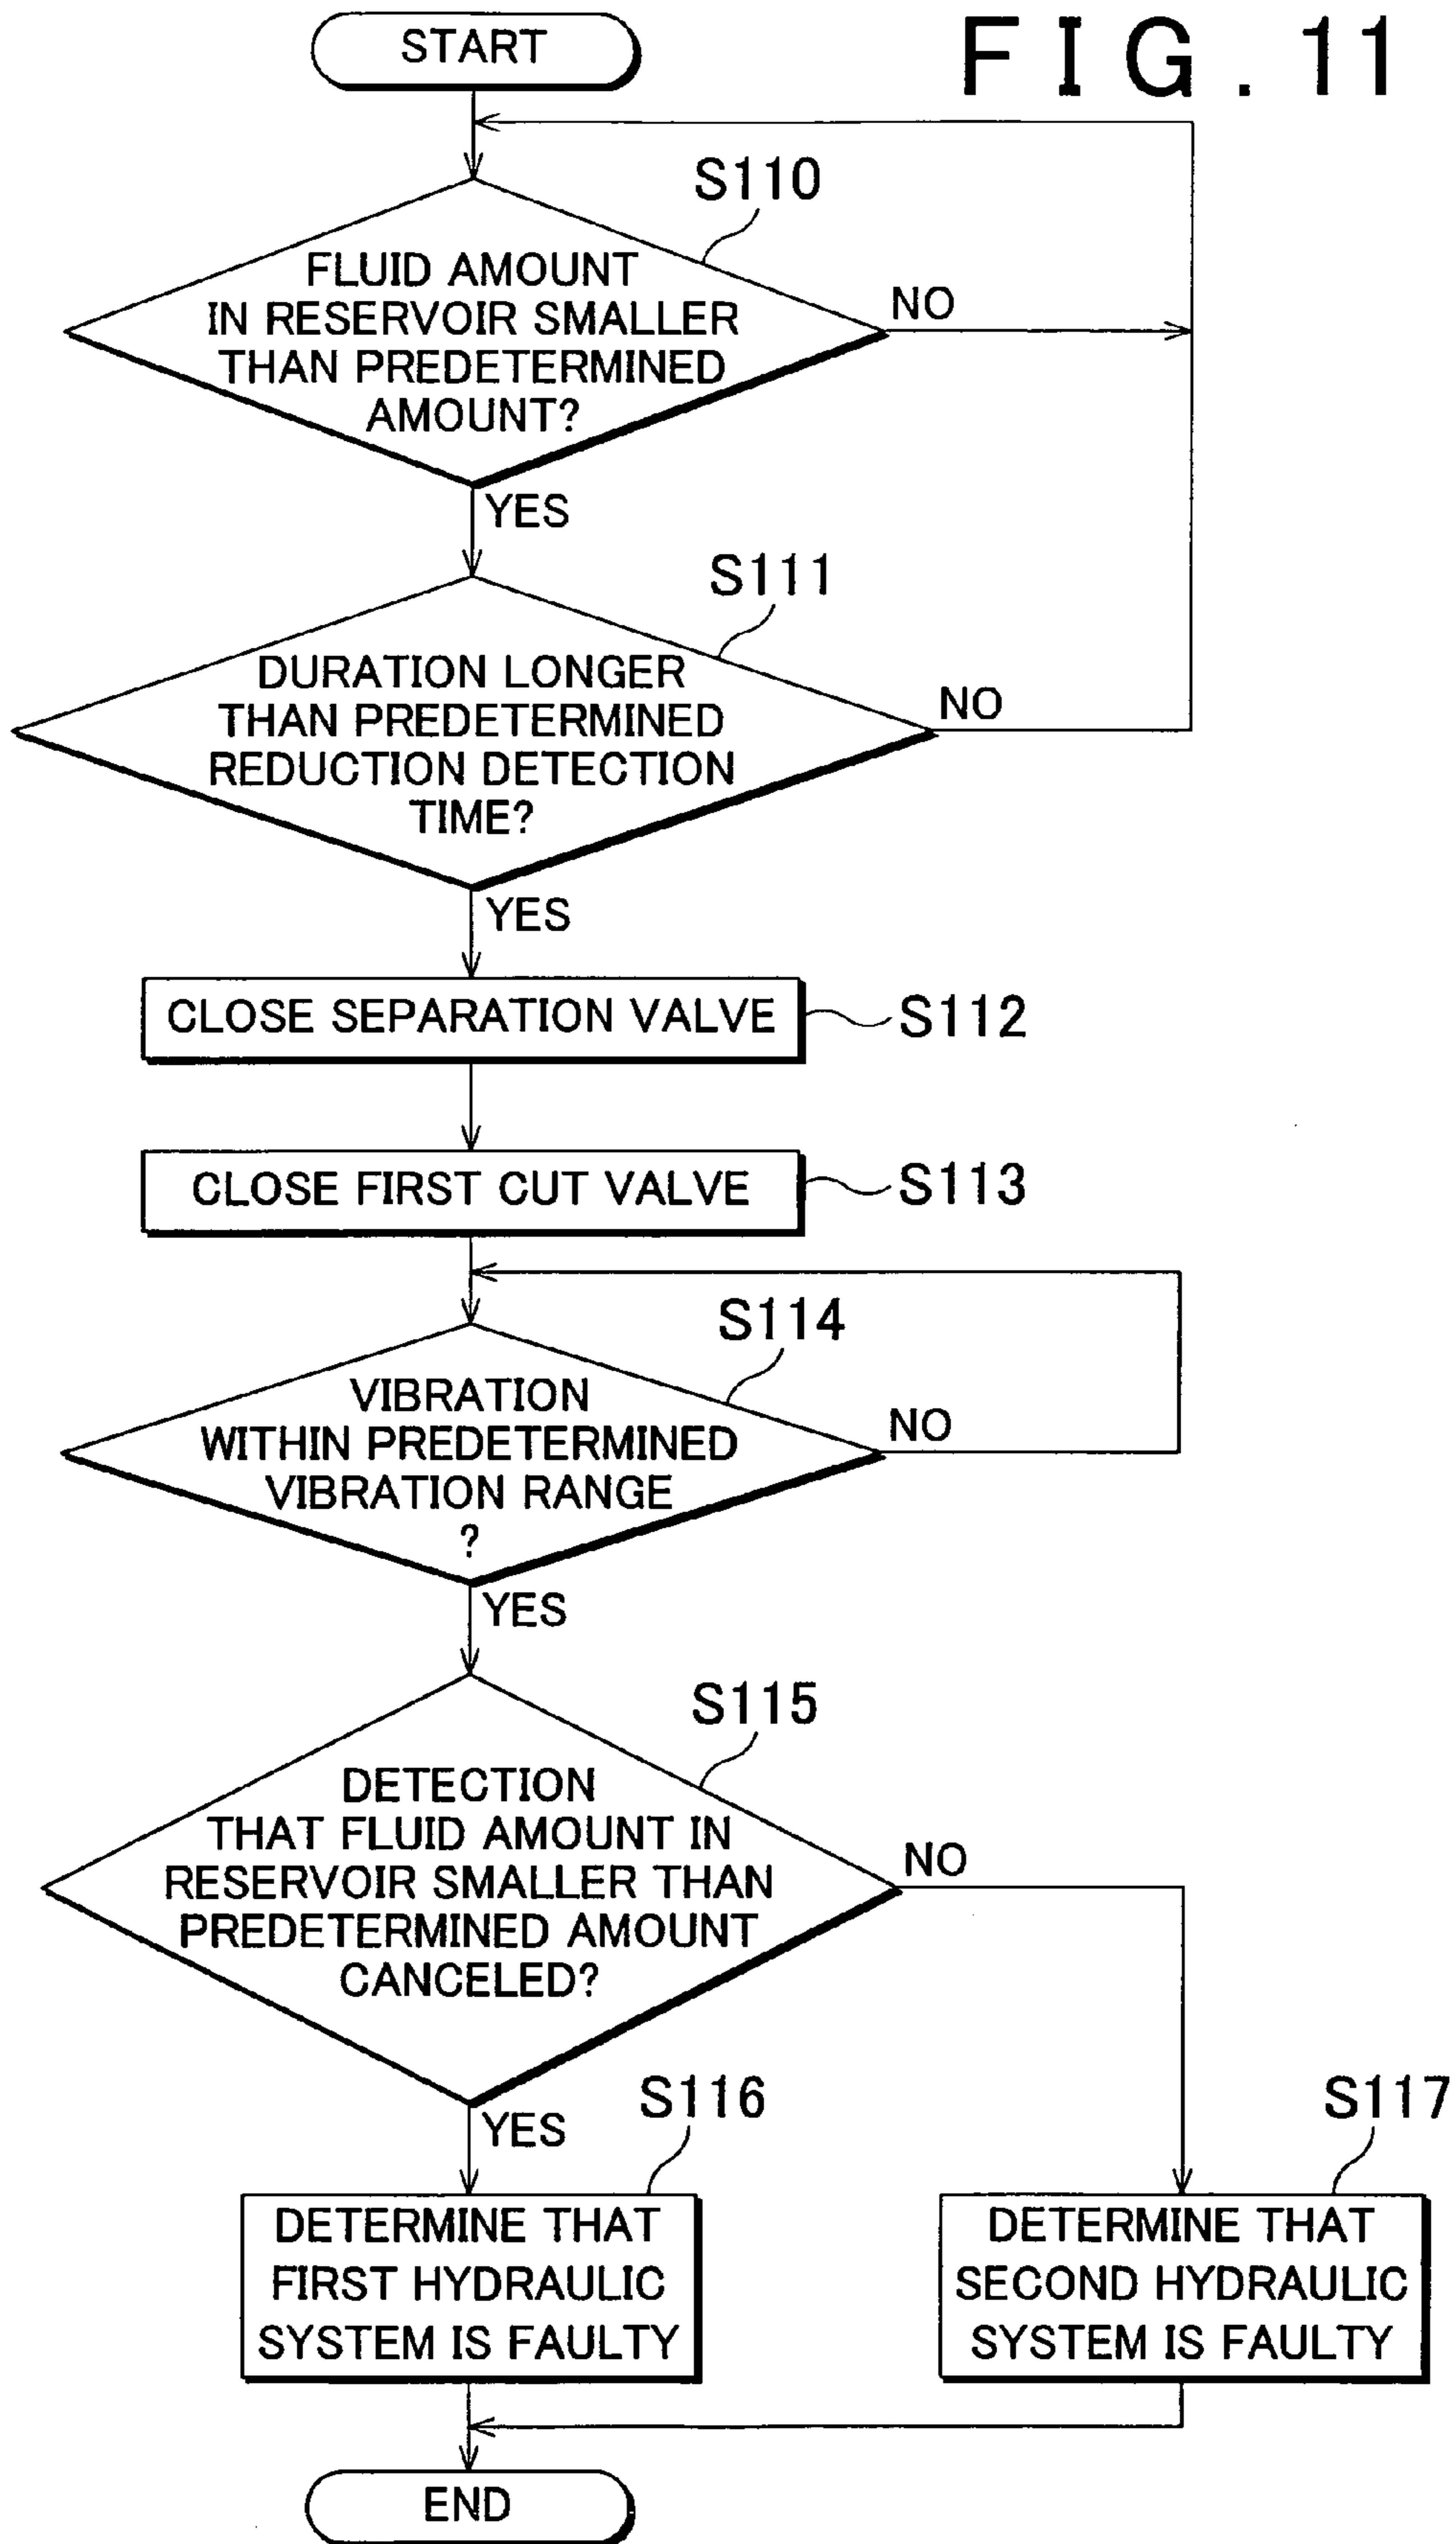 START
FIG. 11
S110
FLUID AMOUNT
IN RESERVOIR SMALLER
THAN PREDETERMINED
AMOUNT?
NO
YES
S111
DURATION LONGER
THAN PREDETERMINED
REDUCTION DETECTION
TIME?
NO
YES
CLOSE SEPARATION VALVE
S112
CLOSE FIRST CUT VALVE
S113
S114
VIBRATION
WITHIN PREDETERMINED
VIBRATION RANGE
?
NO
YES
S115
DETECTION
THAT FLUID AMOUNT IN
RESERVOIR SMALLER THAN
PREDETERMINED AMOUNT
CANCELED?
NO
YES
S116
DETERMINE THAT
FIRST HYDRAULIC
SYSTEM IS FAULTY
S117
DETERMINE THAT
SECOND HYDRAULIC
SYSTEM IS FAULTY
END